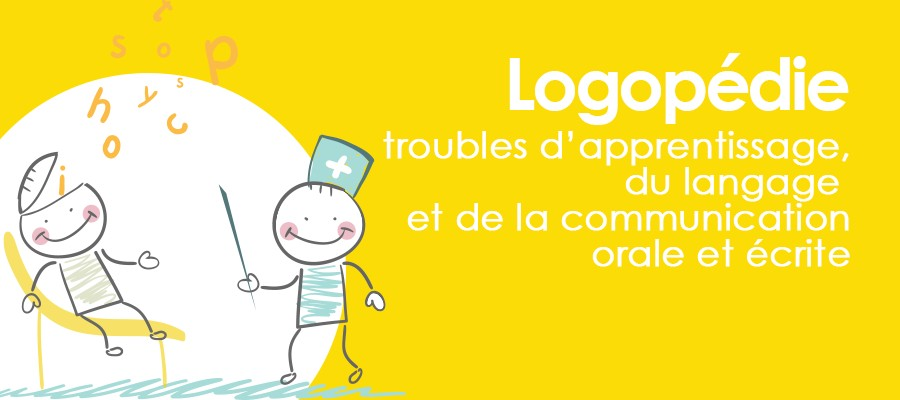 t
s o p
s
h y c
o
i
Logopédie
troubles d’apprentissage,
du langage
et de la communication
orale et écrite